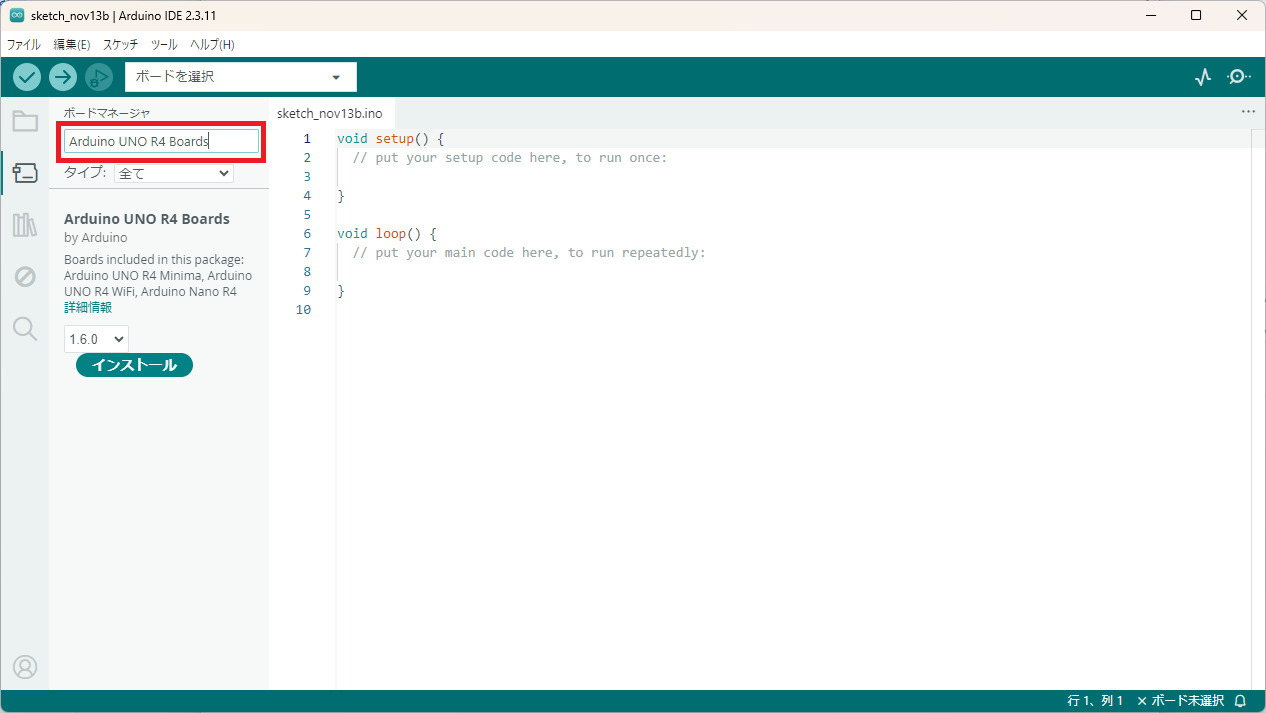 sketch_nov13b | Arduino IDE 2.3.11
ファイル 編集(E) スケッチ ツール ヘルプ(H)
ボードを選択
ボードマネージャ
Arduino UNO R4 Boards
タイプ: 全て
Arduino UNO R4 Boards
by Arduino
Boards included in this package:
Arduino UNO R4 Minima, Arduino
UNO R4 WiFi, Arduino Nano R4
詳細情報
1.6.0
インストール
sketch_nov13b.ino
1 void setup() {
2 // put your setup code here, to run once:
3
4 }
5
6 void loop() {
7 // put your main code here, to run repeatedly:
8
9 }
10
行 1、列 1 ✕ ボード未選択